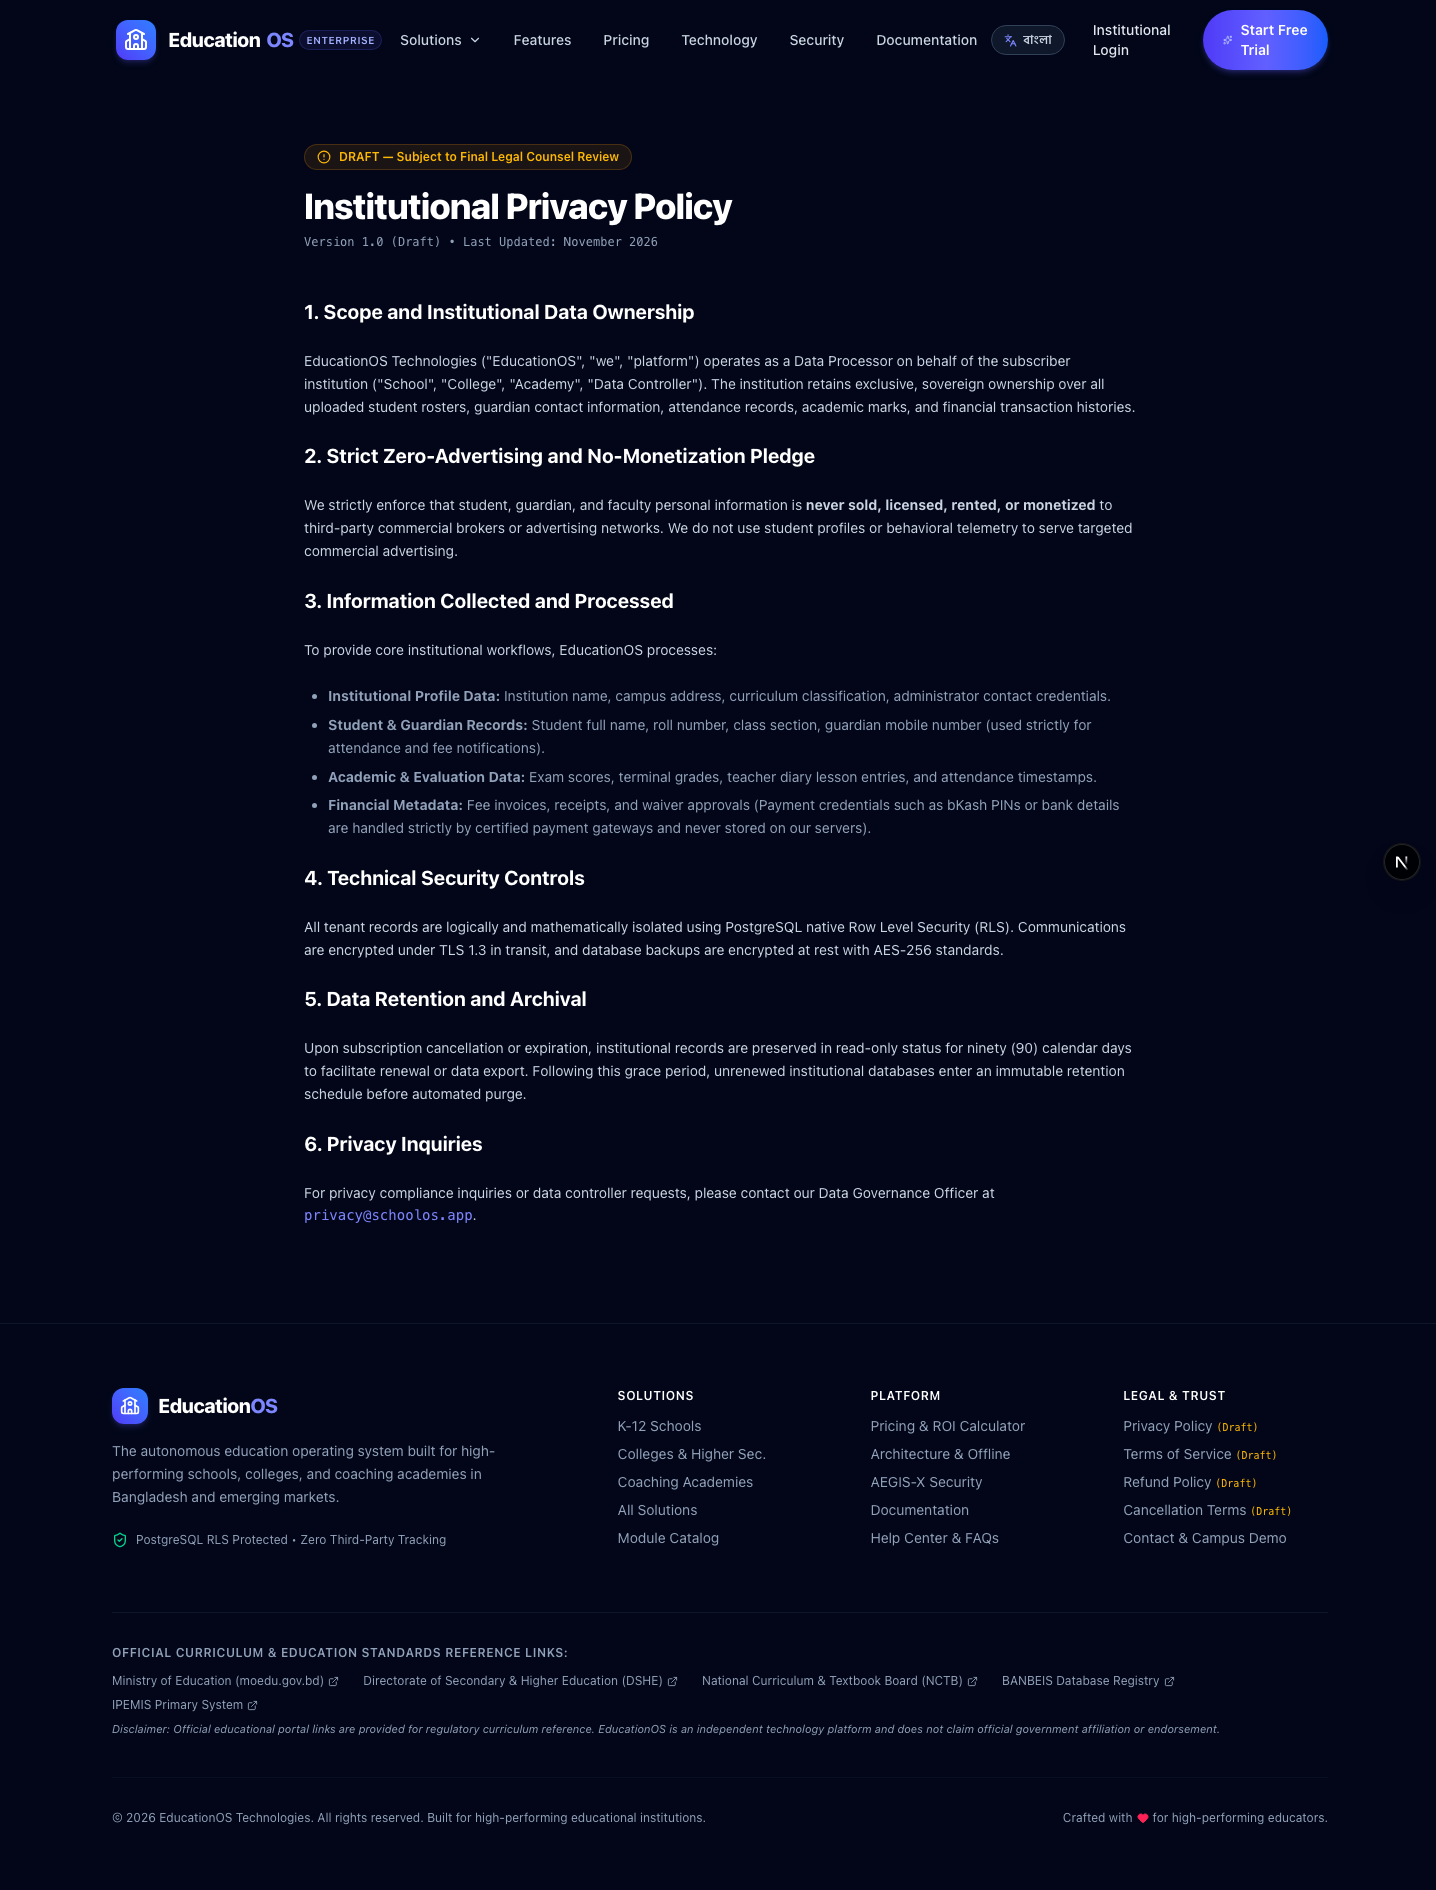 Education OS ENTERPRISE Solutions Features Pricing Technology Security Documentation বাংলা Institutional Login Start Free Trial
DRAFT — Subject to Final Legal Counsel Review
Institutional Privacy Policy
Version 1.0 (Draft) • Last Updated: November 2026
1. Scope and Institutional Data Ownership
EducationOS Technologies ("EducationOS", "we", "platform") operates as a Data Processor on behalf of the subscriber
institution ("School", "College", "Academy", "Data Controller"). The institution retains exclusive, sovereign ownership over all
uploaded student rosters, guardian contact information, attendance records, academic marks, and financial transaction histories.
2. Strict Zero-Advertising and No-Monetization Pledge
We strictly enforce that student, guardian, and faculty personal information is never sold, licensed, rented, or monetized to
third-party commercial brokers or advertising networks. We do not use student profiles or behavioral telemetry to serve targeted
commercial advertising.
3. Information Collected and Processed
To provide core institutional workflows, EducationOS processes:
• Institutional Profile Data: Institution name, campus address, curriculum classification, administrator contact credentials.
• Student & Guardian Records: Student full name, roll number, class section, guardian mobile number (used strictly for
attendance and fee notifications).
• Academic & Evaluation Data: Exam scores, terminal grades, teacher diary lesson entries, and attendance timestamps.
• Financial Metadata: Fee invoices, receipts, and waiver approvals (Payment credentials such as bKash PINs or bank details
are handled strictly by certified payment gateways and never stored on our servers).
4. Technical Security Controls
All tenant records are logically and mathematically isolated using PostgreSQL native Row Level Security (RLS). Communications
are encrypted under TLS 1.3 in transit, and database backups are encrypted at rest with AES-256 standards.
5. Data Retention and Archival
Upon subscription cancellation or expiration, institutional records are preserved in read-only status for ninety (90) calendar days
to facilitate renewal or data export. Following this grace period, unrenewed institutional databases enter an immutable retention
schedule before automated purge.
6. Privacy Inquiries
For privacy compliance inquiries or data controller requests, please contact our Data Governance Officer at
privacy@schoolos.app.
EducationOS
The autonomous education operating system built for high-
performing schools, colleges, and coaching academies in
Bangladesh and emerging markets.
PostgreSQL RLS Protected • Zero Third-Party Tracking
SOLUTIONS
K-12 Schools
Colleges & Higher Sec.
Coaching Academies
All Solutions
Module Catalog
PLATFORM
Pricing & ROI Calculator
Architecture & Offline
AEGIS-X Security
Documentation
Help Center & FAQs
LEGAL & TRUST
Privacy Policy (Draft)
Terms of Service (Draft)
Refund Policy (Draft)
Cancellation Terms (Draft)
Contact & Campus Demo
OFFICIAL CURRICULUM & EDUCATION STANDARDS REFERENCE LINKS:
Ministry of Education (moedu.gov.bd) Directorate of Secondary & Higher Education (DSHE) National Curriculum & Textbook Board (NCTB) BANBEIS Database Registry
IPEMIS Primary System
Disclaimer: Official educational portal links are provided for regulatory curriculum reference. EducationOS is an independent technology platform and does not claim official government affiliation or endorsement.
© 2026 EducationOS Technologies. All rights reserved. Built for high-performing educational institutions.
Crafted with ♥ for high-performing educators.